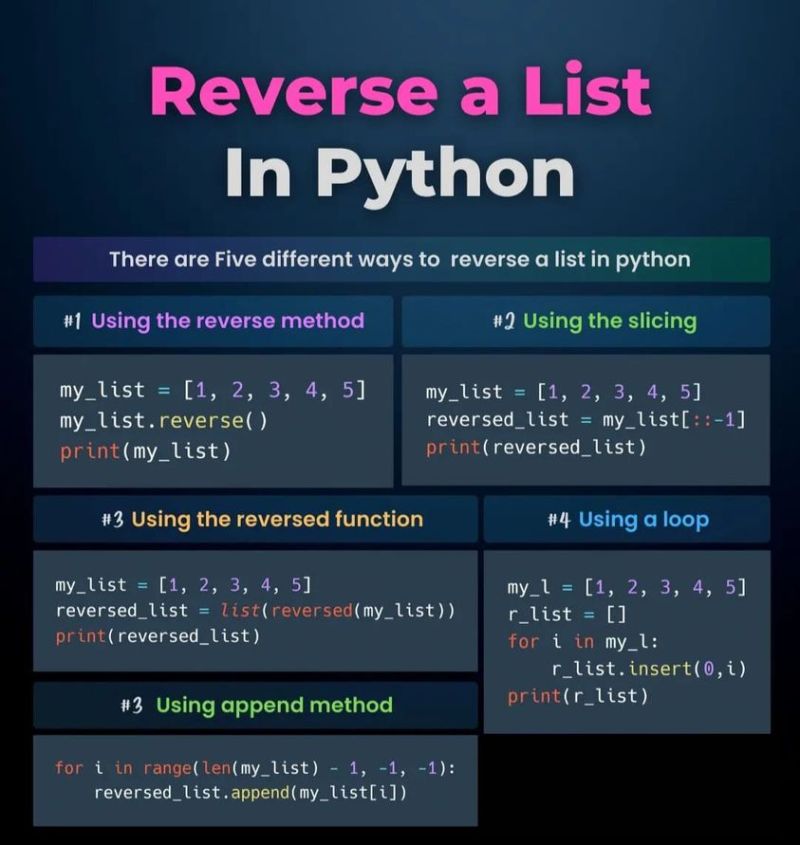 Reverse a List
In Python
There are Five different ways to reverse a list in python
#1 Using the reverse method
my_list = [1, 2, 3, 4, 5]
my_list.reverse()
print(my_list)
#2 Using the slicing
my_list = [1, 2, 3, 4, 5]
reversed_list = my_list[::-1]
print(reversed_list)
#3 Using the reversed function
my_list = [1, 2, 3, 4, 5]
reversed_list = list(reversed(my_list))
print(reversed_list)
#4 Using a loop
my_l = [1, 2, 3, 4, 5]
r_list = []
for i in my_l:
    r_list.insert(0,i)
print(r_list)
#3 Using append method
for i in range(len(my_list) - 1, -1, -1):
    reversed_list.append(my_list[i])